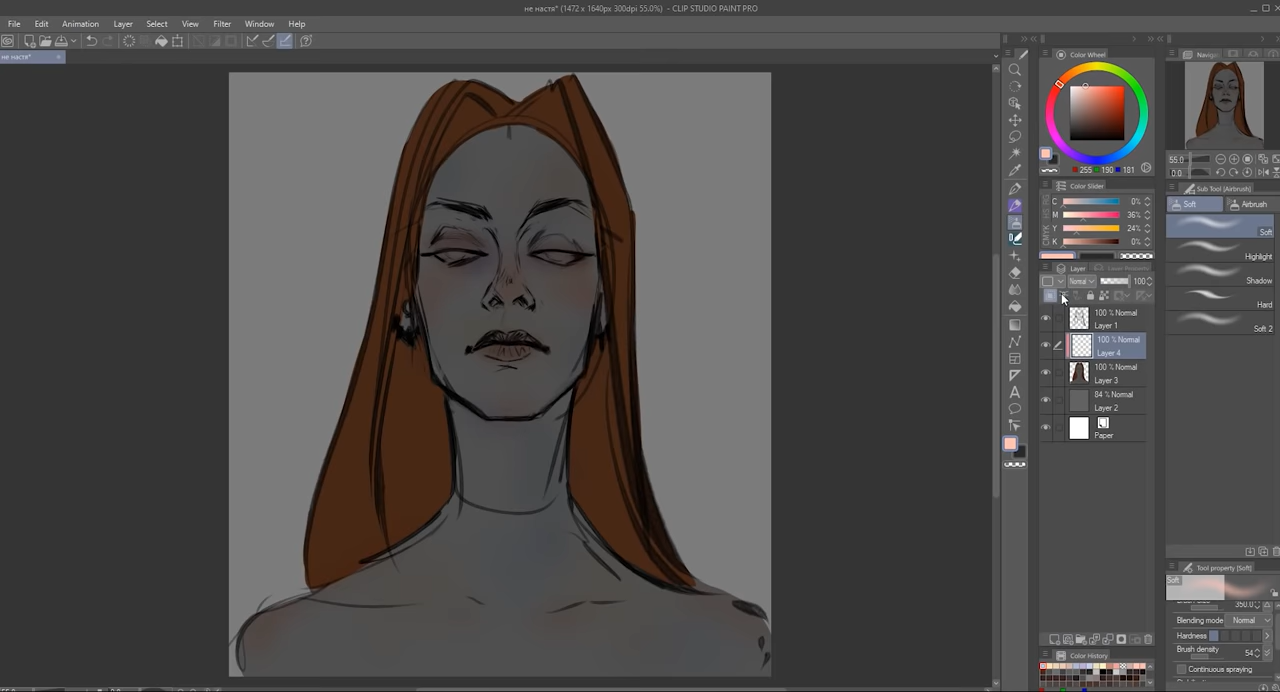 не настя* (1472 x 1640px 300dpi 55.0%) - CLIP STUDIO PAINT PRO
File Edit Animation Layer Select View Filter Window Help
не настя*
Color Wheel
55.0
0.0
255 190 181
Color Slider
C 0%
M 36%
Y 24%
K 0%
CMYK
Layer
Layer Property
Normal 100
100 % Normal
Layer 1
100 % Normal
Layer 4
100 % Normal
Layer 3
84 % Normal
Layer 2
Paper
Color History
Sub Tool [Airbrush]
Soft Airbrush
Soft
Highlight
Shadow
Hard
Soft 2
Tool property [Soft]
Soft
350.0
Blending mode Normal
Hardness
Brush density 54
Continuous spraying